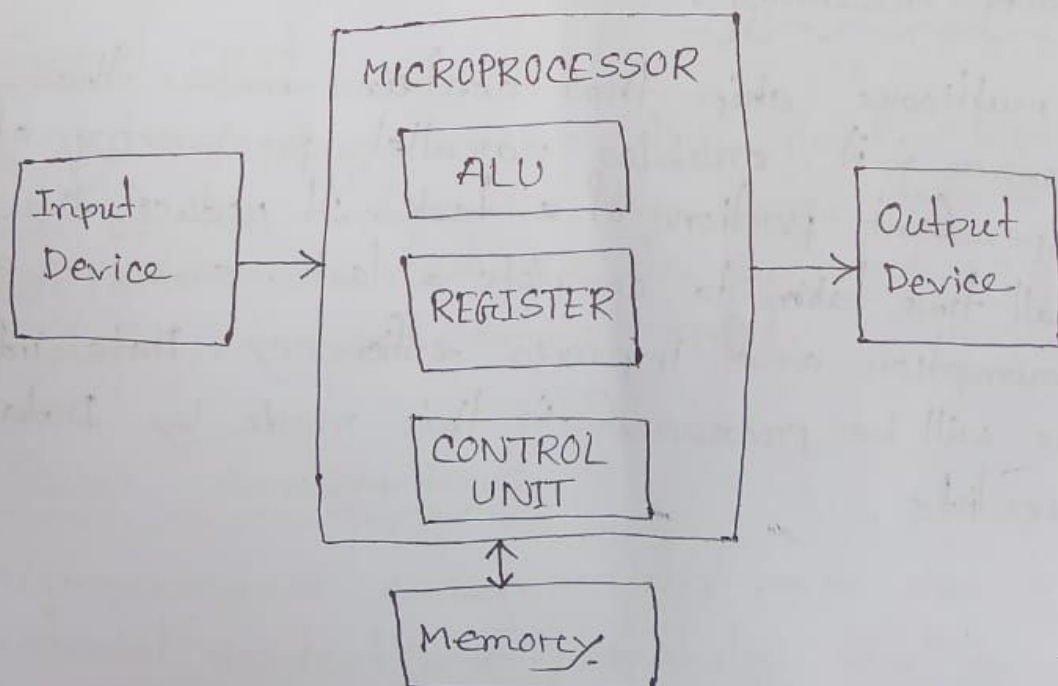 MICROPROCESSOR
ALU
Input
Device
REGISTER
Output
Device
CONTROL
UNIT
Memory